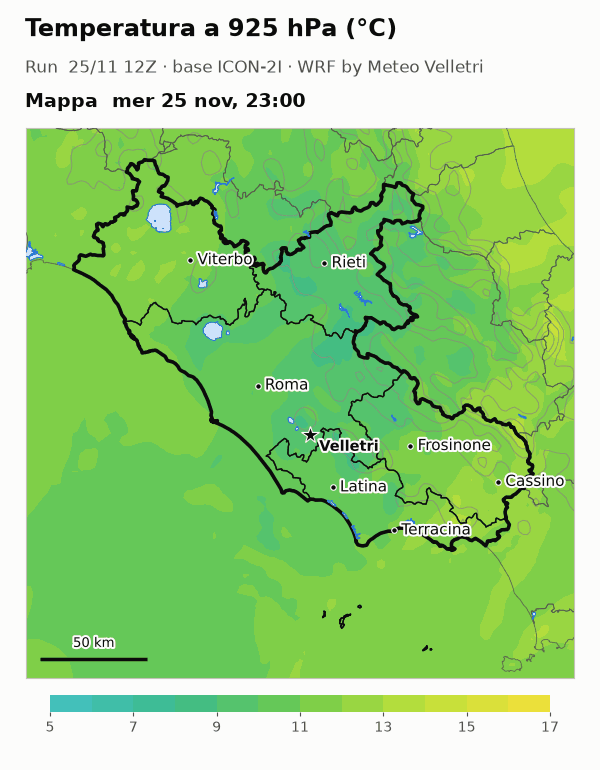 Temperatura a 925 hPa (°C)
Run  25/11 12Z · base ICON-2I · WRF by Meteo Velletri
Mappa  mer 25 nov, 23:00
Viterbo
Rieti
Roma
Velletri
Frosinone
Latina
Cassino
Terracina
50 km
5 7 9 11 13 15 17